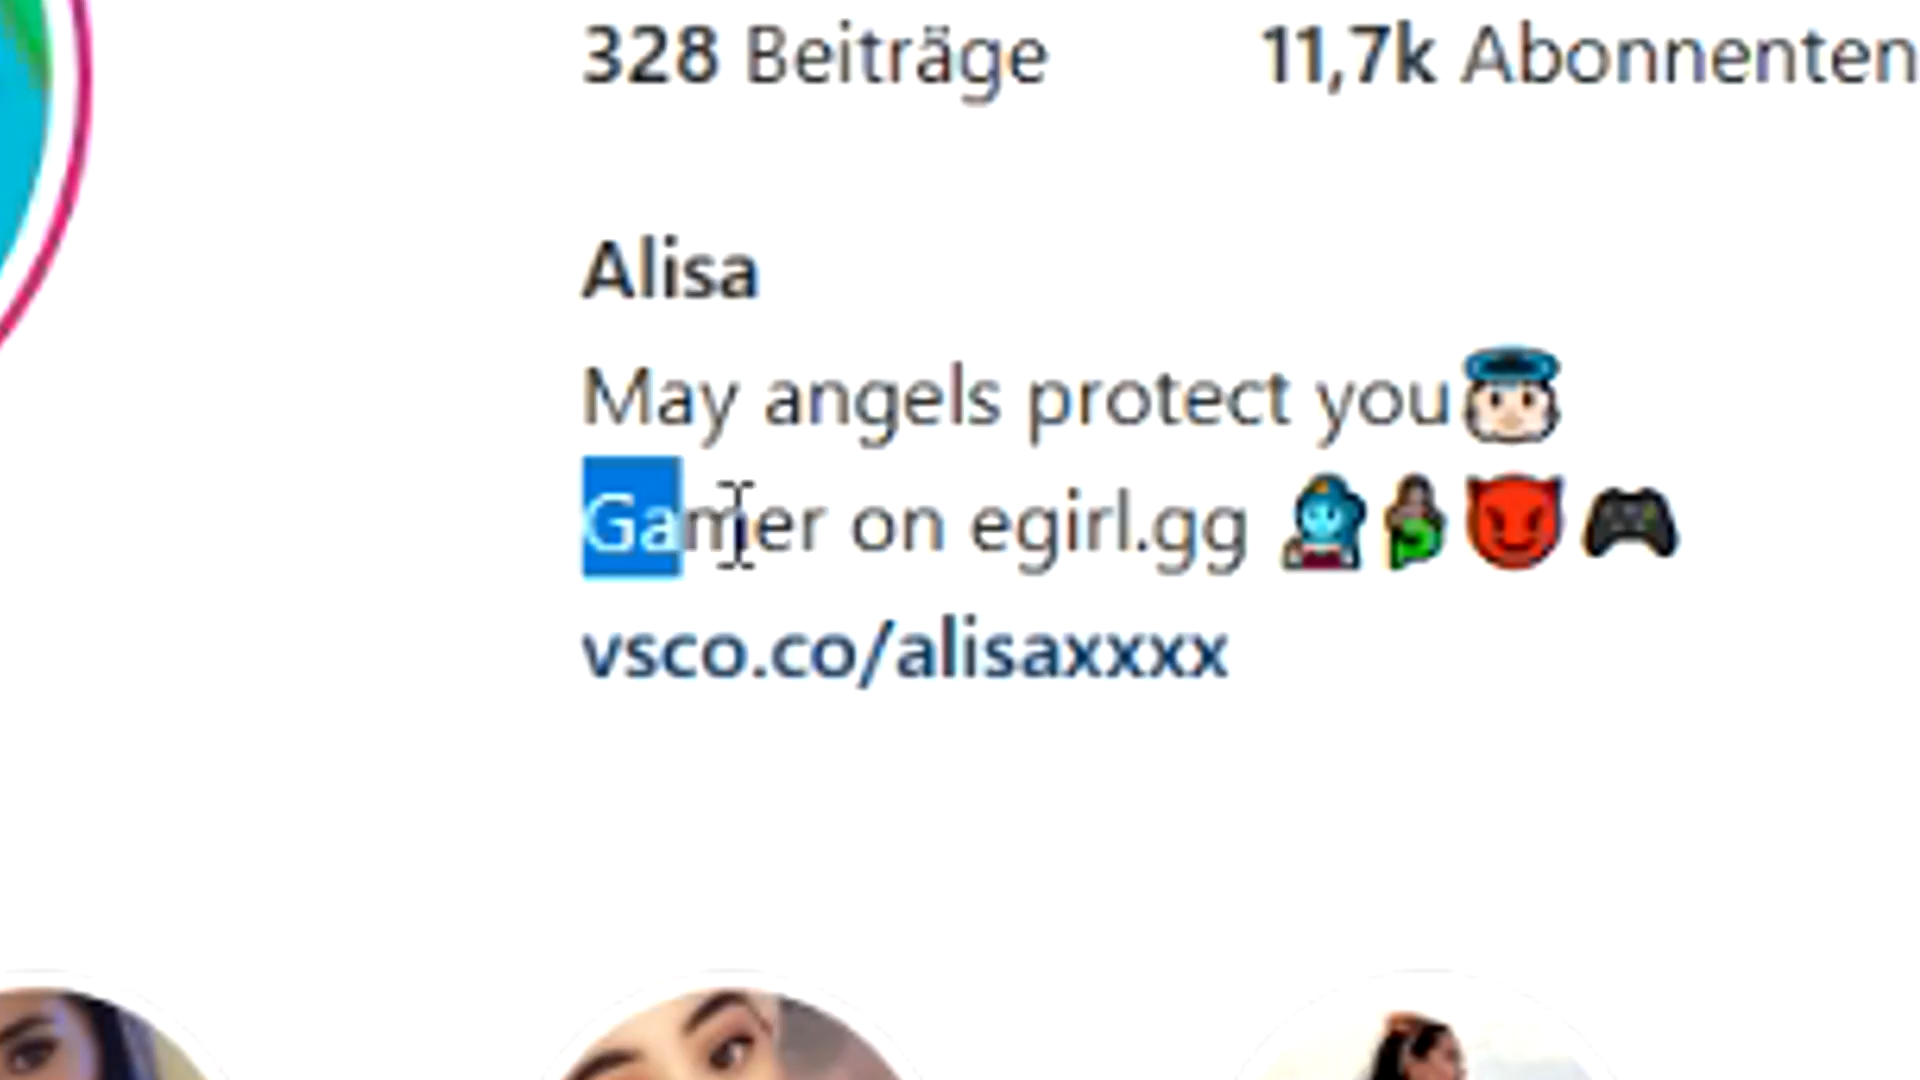 328 Beiträge 11,7k Abonnenten
Alisa
May angels protect you
Gamer on egirl.gg
vsco.co/alisaxxxx